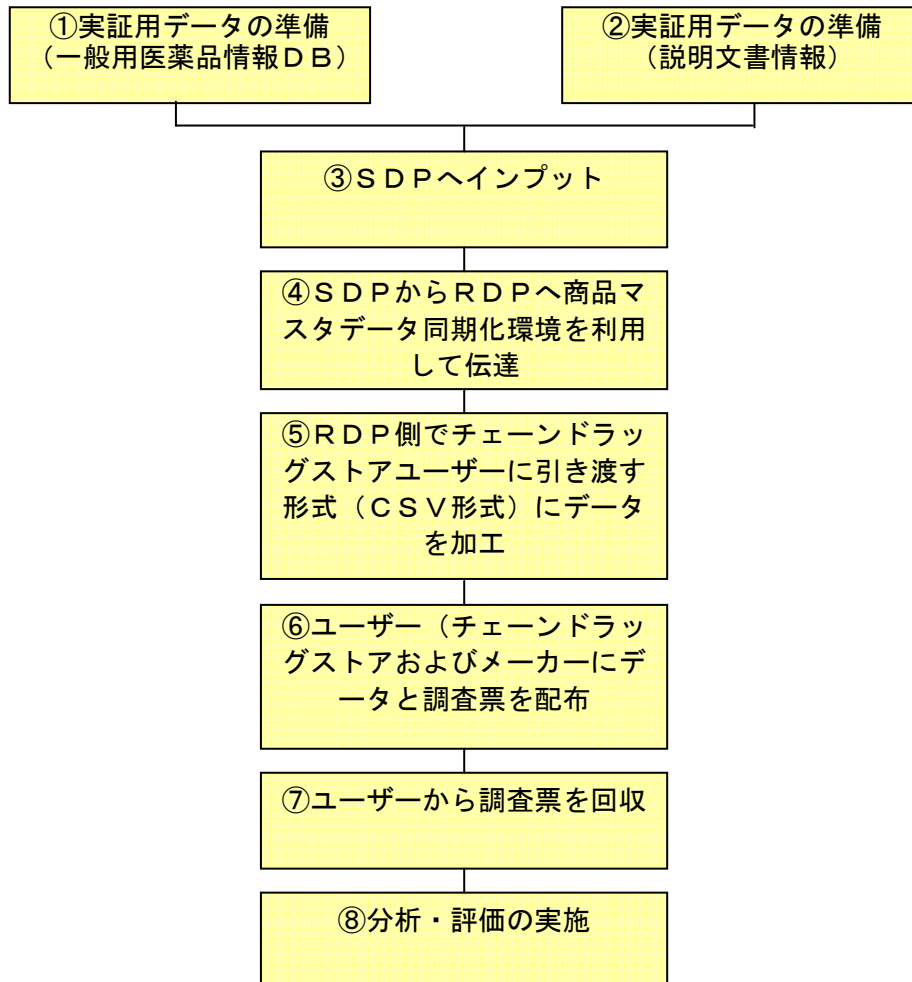 ①実証用データの準備
（一般用医薬品情報ＤＢ）
②実証用データの準備
（説明文書情報）
③ＳＤＰへインプット
④ＳＤＰからＲＤＰへ商品マ
スタデータ同期化環境を利用
して伝達
⑤ＲＤＰ側でチェーンドラッ
グストアユーザーに引き渡す
形式（ＣＳＶ形式）にデータ
を加工
⑥ユーザー（チェーンドラッ
グストアおよびメーカーにデ
ータと調査票を配布
⑦ユーザーから調査票を回収
⑧分析・評価の実施